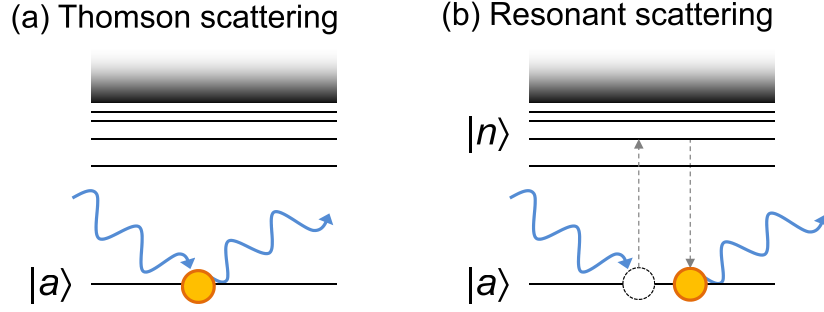 (a) Thomson scattering
(b) Resonant scattering
|n⟩
|a⟩
|a⟩